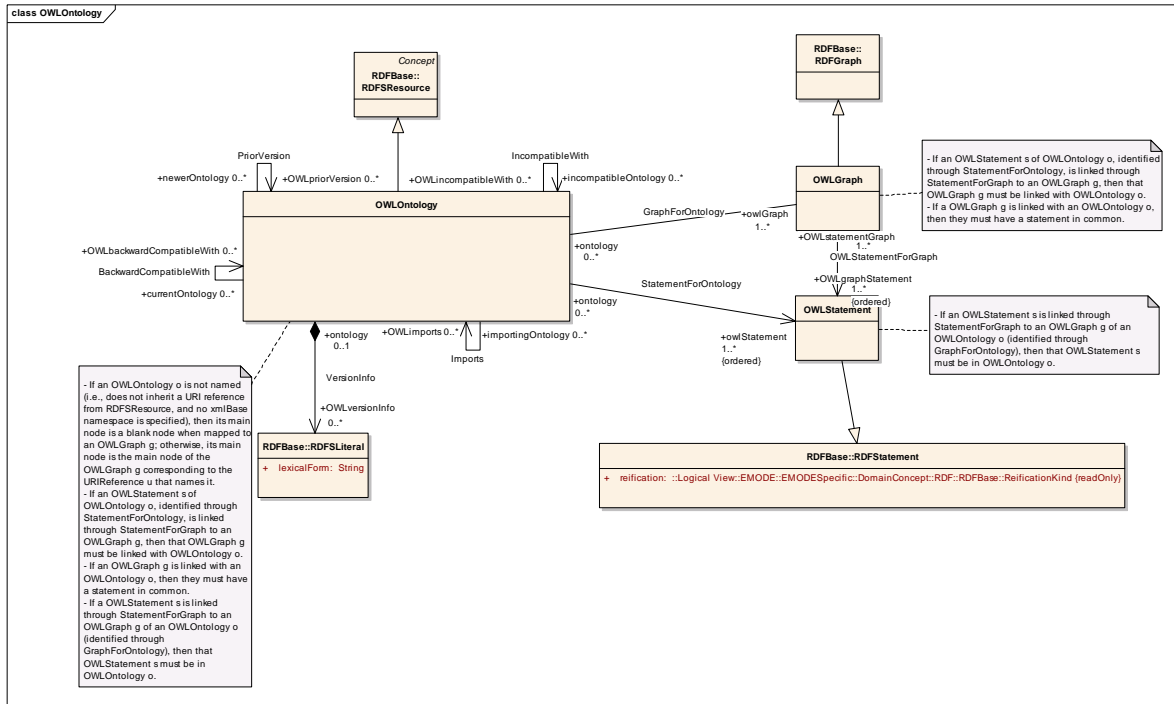 class OWLOntology
Concept
RDFBase::
RDFSResource
RDFBase::
RDFGraph
PriorVersion
+newerOntology 0..*
+OWLpriorVersion 0..*
IncompatibleWith
+OWLincompatibleWith 0..*
+incompatibleOntology 0..*
OWLOntology
+OWLbackwardCompatibleWith 0..*
BackwardCompatibleWith
+currentOntology 0..*
GraphForOntology
+owlGraph
1..*
+ontology
0..*
OWLGraph
- If an OWLStatement s of OWLOntology o, identified
through StatementForOntology, is linked through
StatementForGraph to an OWLGraph g, then that
OWLGraph g must be linked with OWLOntology o.
- If a OWLGraph g is linked with an OWLOntology o,
then they must have a statement in common.
+OWLstatementGraph
1..*
OWLStatementForGraph
+OWLgraphStatement
1..*
{ordered}
StatementForOntology
+ontology
0..*
+owlStatement
1..*
{ordered}
OWLStatement
- If an OWLStatement s is linked through
StatementForGraph to an OWLGraph g of an
OWLOntology o (identified through
GraphForOntology), then that OWLStatement s
must be in OWLOntology o.
+ontology
0..1
+OWLimports 0..*
+importingOntology 0..*
Imports
VersionInfo
+OWLversionInfo
0..*
- If an OWLOntology o is not named
(i.e., does not inherit a URI reference
from RDFSResource, and no xmlBase
namespace is specified), then its main
node is a blank node when mapped to
an OWLGraph g; otherwise, its main
node is the main node of the
OWLGraph g corresponding to the
URIReference u that names it.
- If an OWLStatement s of
OWLOntology o, identified through
StatementForOntology, is linked
through StatementForGraph to an
OWLGraph g, then that OWLGraph g
must be linked with OWLOntology o.
- If an OWLGraph g is linked with an
OWLOntology o, then they must have
a statement in common.
- If a OWLStatement s is linked
through StatementForGraph to an
OWLGraph g of an OWLOntology o
(identified through
GraphForOntology), then that
OWLStatement s must be in
OWLOntology o.
RDFBase::RDFSLiteral
+ lexicalForm: String
RDFBase::RDFStatement
+ reification: ::Logical View::EMODE::EMODESpecific::DomainConcept::RDF::RDFBase::ReificationKind {readOnly}